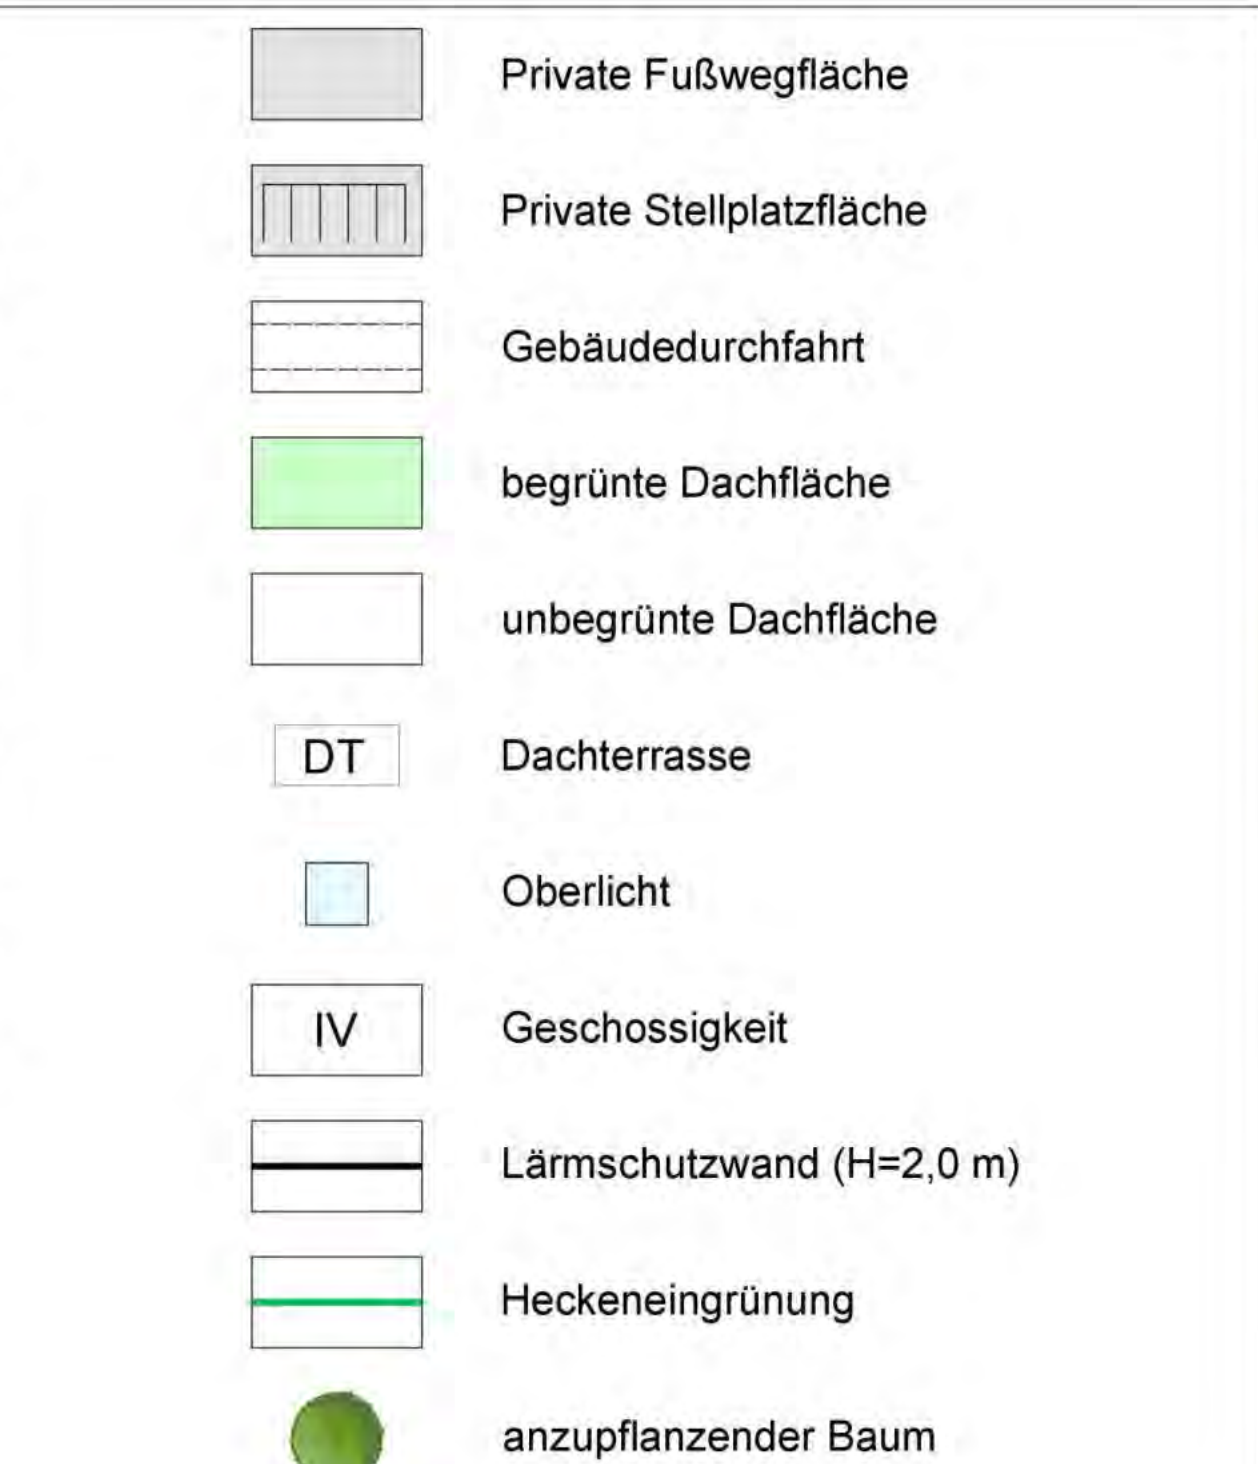 Private Fußwegfläche
Private Stellplatzfläche
Gebäudedurchfahrt
begrünte Dachfläche
unbegrünte Dachfläche
DT Dachterrasse
Oberlicht
IV Geschossigkeit
Lärmschutzwand (H=2,0 m)
Heckeneingrünung
anzupflanzender Baum